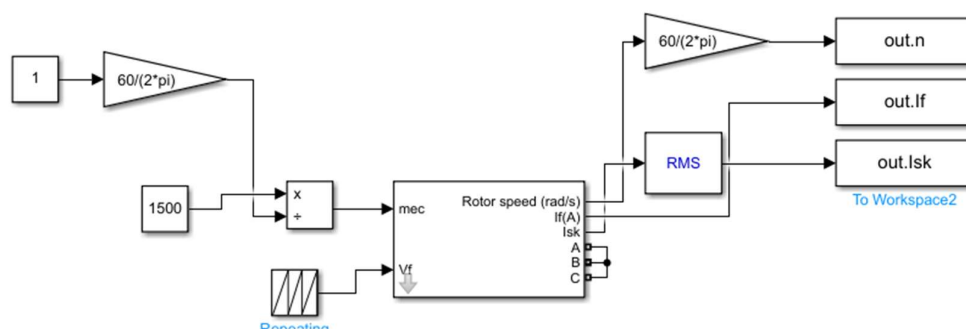 1
60/(2*pi)
60/(2*pi)
out.n
out.If
RMS
out.Isk
To Workspace2
1500
x
÷
mec
Vf
Rotor speed (rad/s)
If(A)
Isk
A
B
C
Repeating